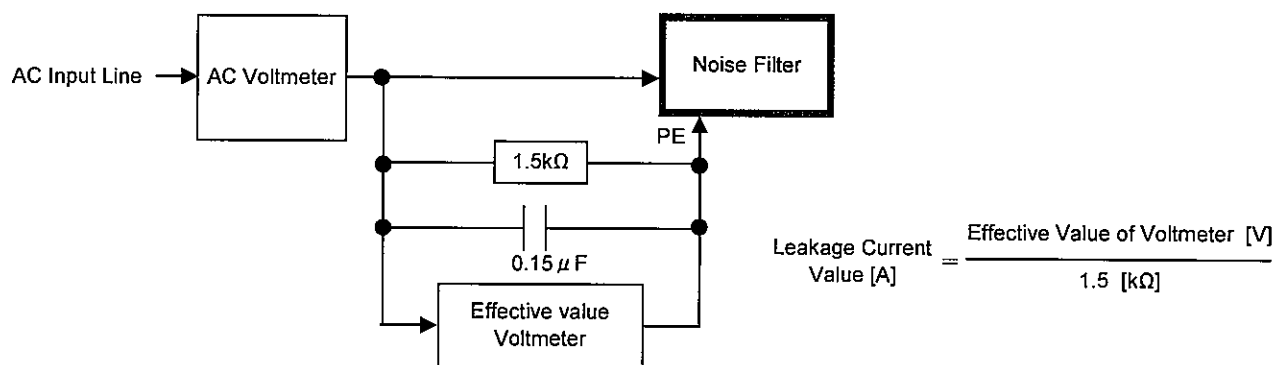 AC Input Line
AC Voltmeter
Noise Filter
PE
1.5kΩ
0.15μF
Effective value
Voltmeter
Leakage Current
Value [A]
=
Effective Value of Voltmeter [V]
1.5 [kΩ]